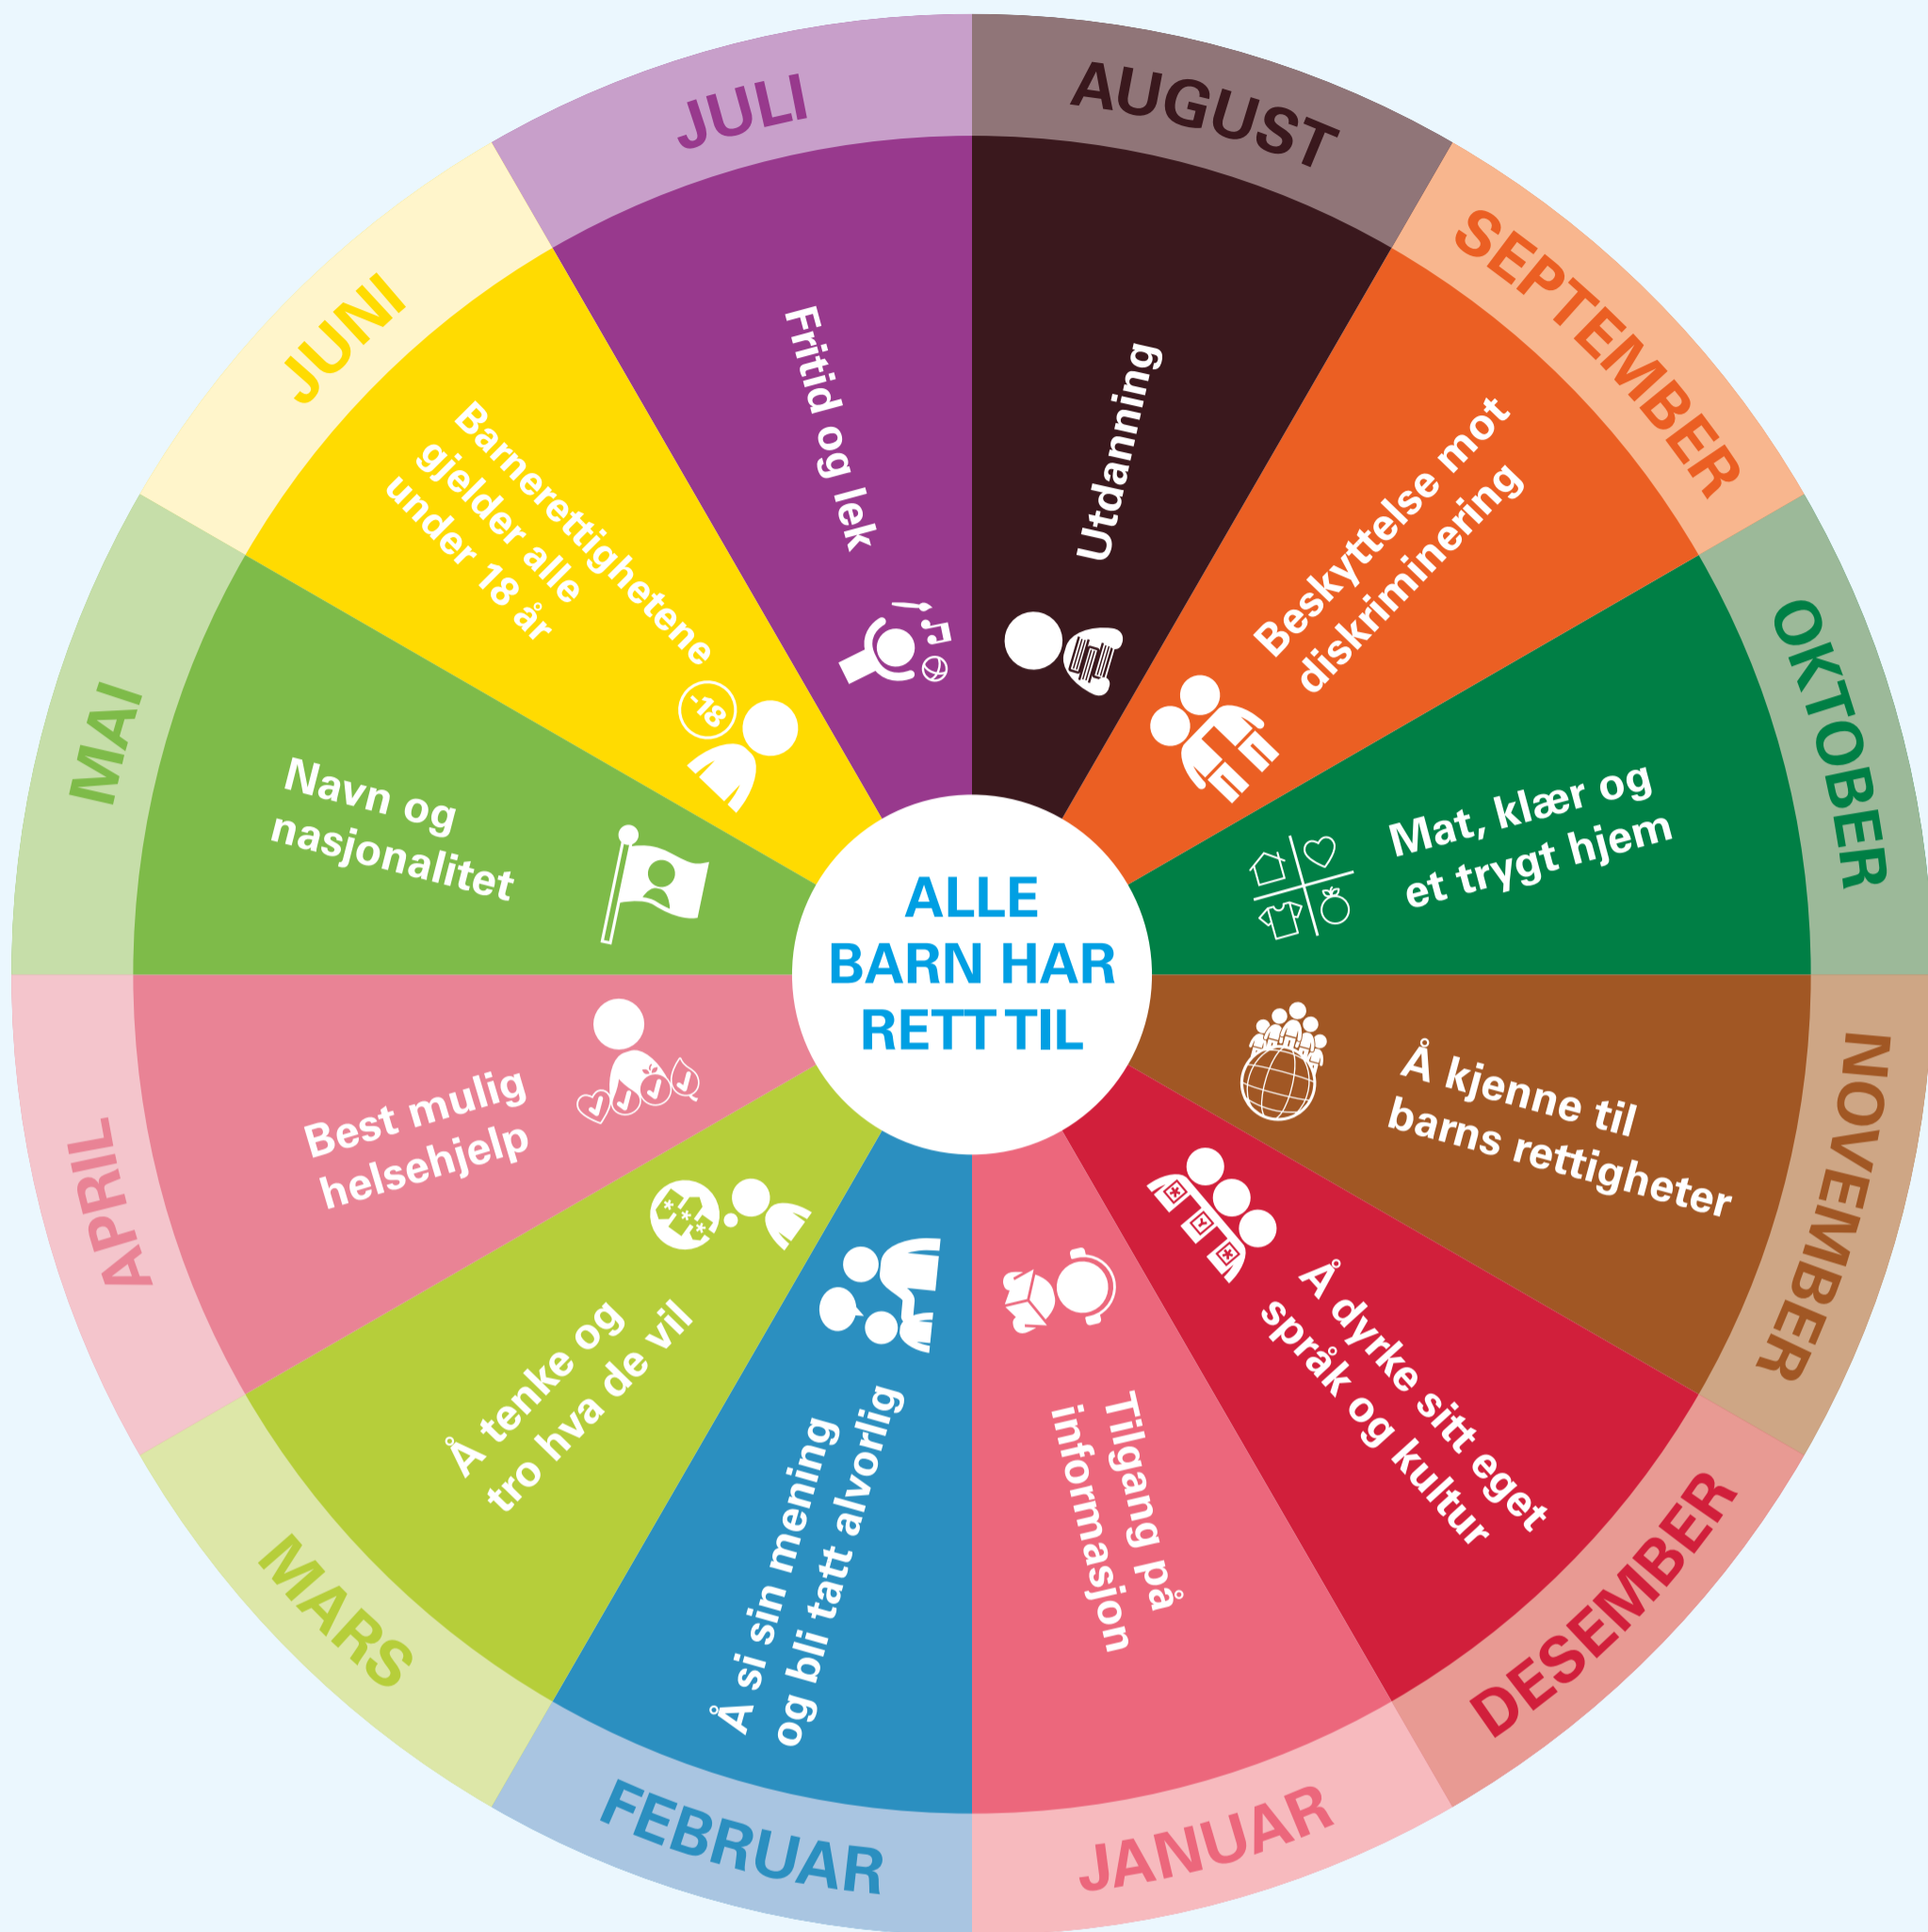 ALLE
BARN HAR
RETT TIL
AUGUST
Utdanning
SEPTEMBER
Beskyttelse mot
diskriminering
OKTOBER
Mat, klær og
et trygt hjem
NOVEMBER
Å kjenne til
barns rettigheter
DESEMBER
Å dyrke sitt eget
språk og kultur
JANUAR
Tilgang på
informasjon
FEBRUAR
Å si sin mening
og bli tatt alvorlig
MARS
Å tenke og
tro hva de vil
APRIL
Best mulig
helsehjelp
MAI
Navn og
nasjonalitet
JUNI
Barnerettighetene
gjelder alle
under 18 år
-18
JULI
Fritid og lek